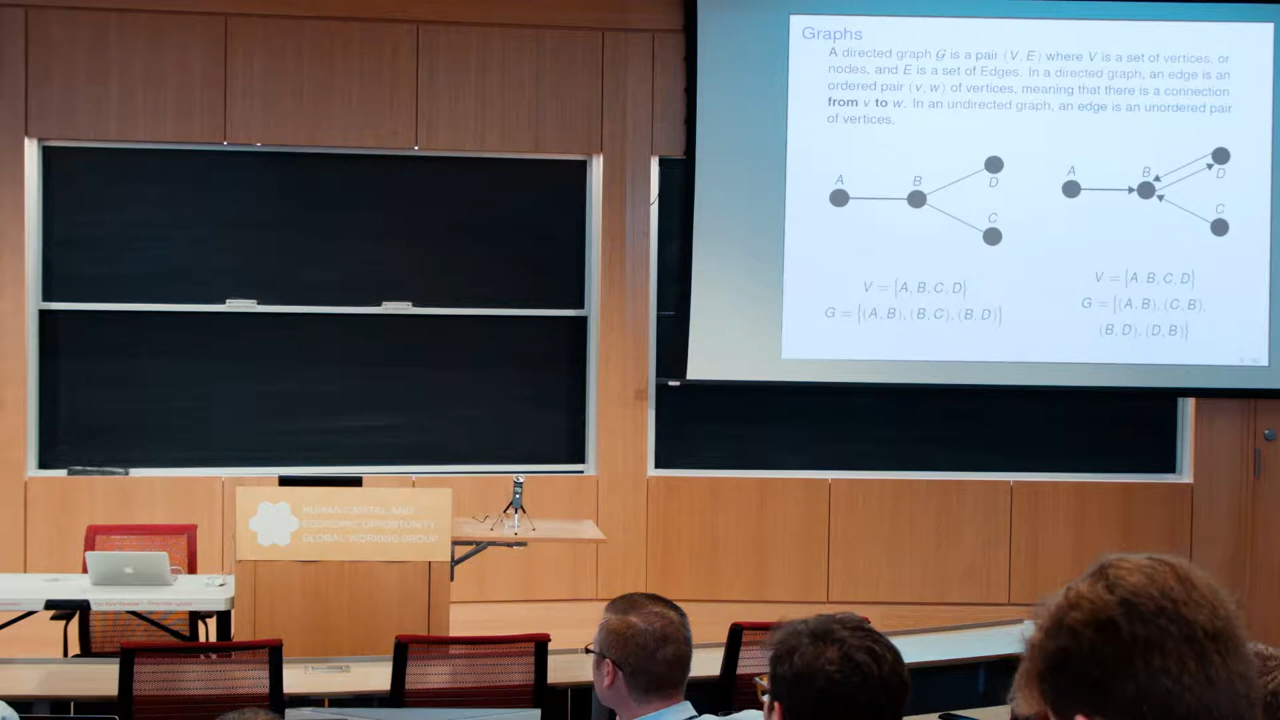 Graphs
A directed graph G is a pair (V, E) where V is a set of vertices, or
nodes, and E is a set of Edges. In a directed graph, an edge is an
ordered pair (v, w) of vertices, meaning that there is a connection
from v to w. In an undirected graph, an edge is an unordered pair
of vertices.
A B D C
A B D C
V = {A, B, C, D}
G = {(A, B), (B, C), (B, D)}
V = {A, B, C, D}
G = {(A, B), (C, B),
(B, D), (D, B)}
HUMAN CAPITAL AND
ECONOMIC OPPORTUNITY
GLOBAL WORKING GROUP